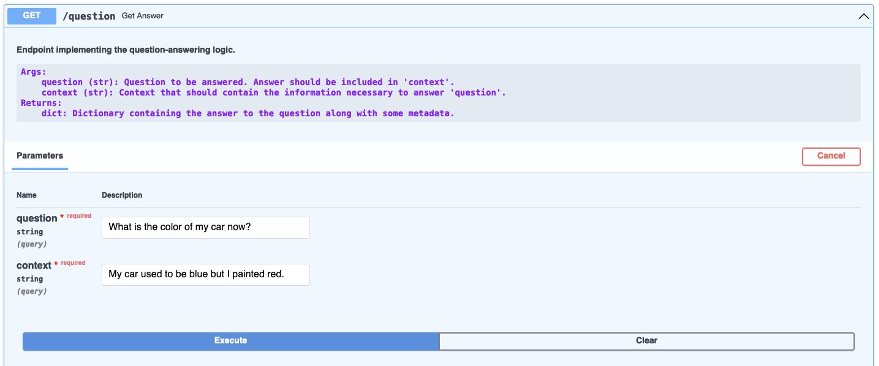 GET /question Get Answer
Endpoint implementing the question-answering logic.
Args:
question (str): Question to be answered. Answer should be included in 'context'.
context (str): Context that should contain the information necessary to answer 'question'.
Returns:
dict: Dictionary containing the answer to the question along with some metadata.
Parameters Cancel
Name Description
question * required
string What is the color of my car now?
(query)
context * required
string My car used to be blue but I painted red.
(query)
Execute Clear